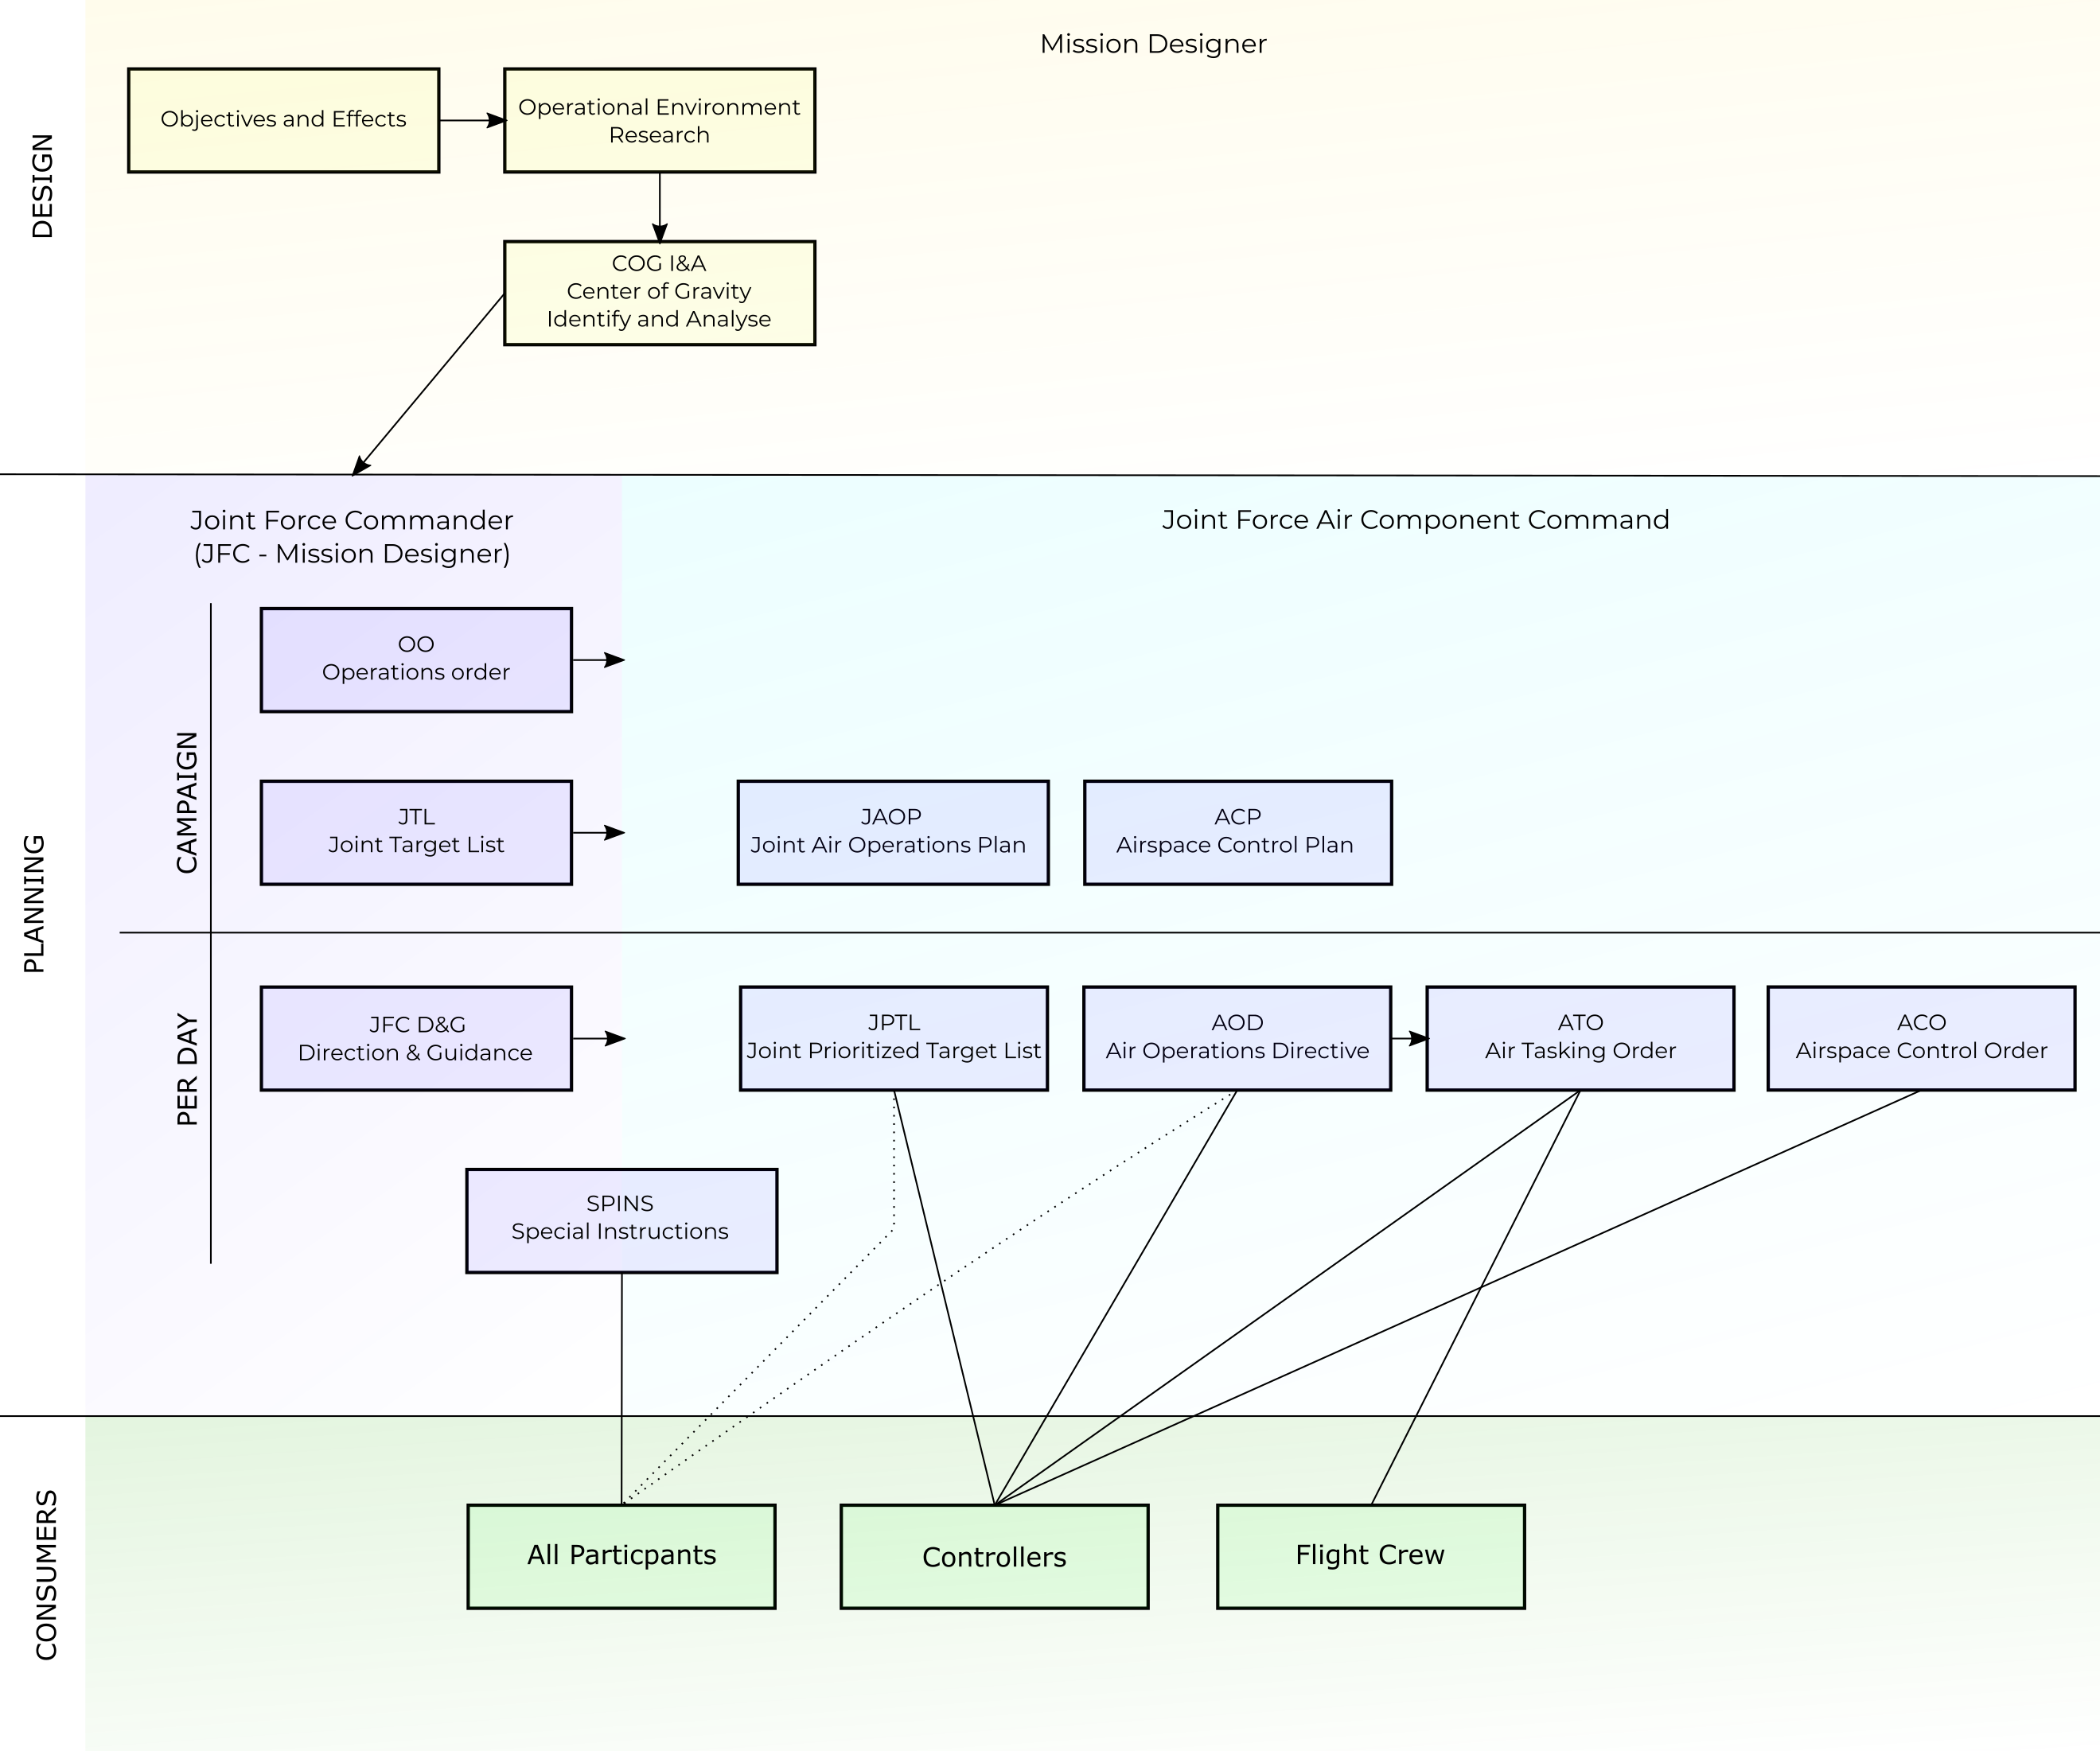 Mission Designer
DESIGN
Objectives and Effects
Operational Environment
Research
COG I&A
Center of Gravity
Identify and Analyse
PLANNING
Joint Force Commander
(JFC - Mission Designer)
Joint Force Air Component Command
CAMPAIGN
OO
Operations order
JTL
Joint Target List
JAOP
Joint Air Operations Plan
ACP
Airspace Control Plan
PER DAY
JFC D&G
Direction & Guidance
JPTL
Joint Prioritized Target List
AOD
Air Operations Directive
ATO
Air Tasking Order
ACO
Airspace Control Order
SPINS
Special Instructions
CONSUMERS
All Particpants
Controllers
Flight Crew